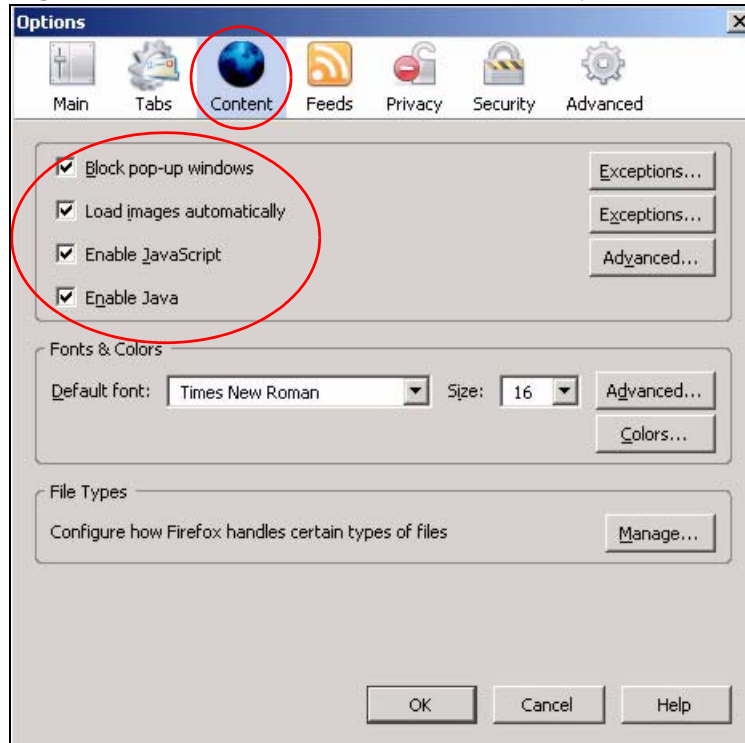 Options
Main Tabs Content Feeds Privacy Security Advanced
Block pop-up windows Exceptions...
Load images automatically Exceptions...
Enable JavaScript Advanced...
Enable Java
Fonts & Colors
Default font: Times New Roman Size: 16 Advanced...
Colors...
File Types
Configure how Firefox handles certain types of files Manage...
OK Cancel Help